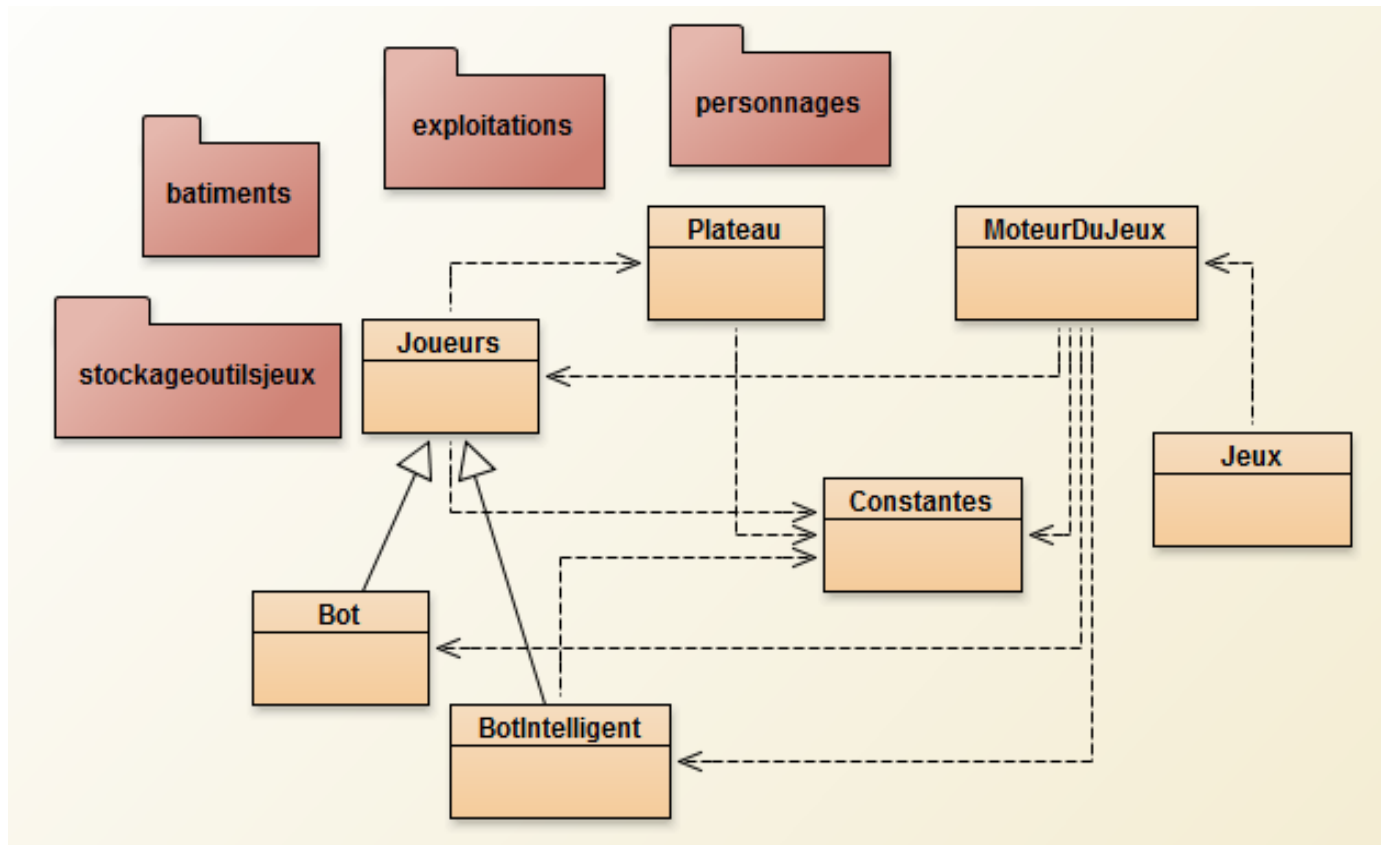 personnages
exploitations
batiments
Plateau
MoteurDuJeux
stockageoutilsjeux
Joueurs
Jeux
Constantes
Bot
BotIntelligent